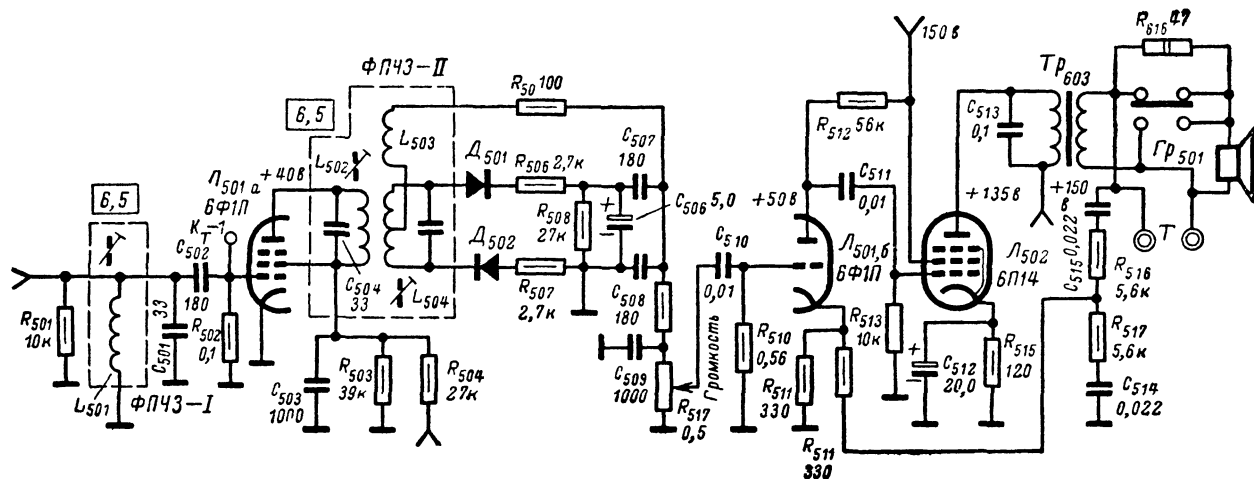 ФПЧЗ-II
6,5
R50 100
L503
L502
Д501
R506 2,7к
C507
180
R508
27к
C506 5,0
Л501 а +40в
6Ф1П
6,5
К-1
Т
C502
180
C504
33
Д502
R507
2,7к
L504
C508
180
R501
10к
L501
ФПЧЗ-I
C501 33
R502
0,1
C503
1000
R503
39к
R504
27к
C509
1000
R517
0,5
Громкость
C510
0,01
R510
0,56
150 в
R512
56к
C511
0,01
+50в
Л501,б
6Ф1П
R511
330
R511
330
R513
10к
C513
0,1
+135в
Л502
6П14
C512
20,0
R515
120
Тр603
+150
в
R616 47
Гр501
Т
C515 0,022
R516
5,6к
R517
5,6к
C514
0,022